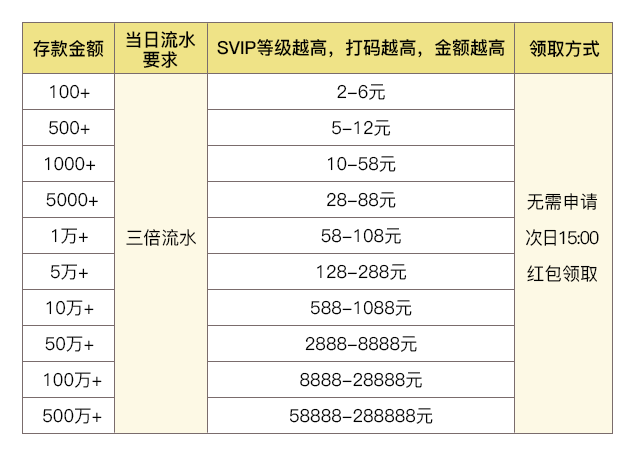 存款金额
当日流水
要求
SVIP等级越高，打码越高，金额越高
领取方式
100+
2-6元
500+
5-12元
1000+
10-58元
5000+
28-88元
1万+
58-108元
5万+
128-288元
10万+
588-1088元
50万+
2888-8888元
100万+
8888-28888元
500万+
58888-288888元
三倍流水
无需申请
次日15:00
红包领取